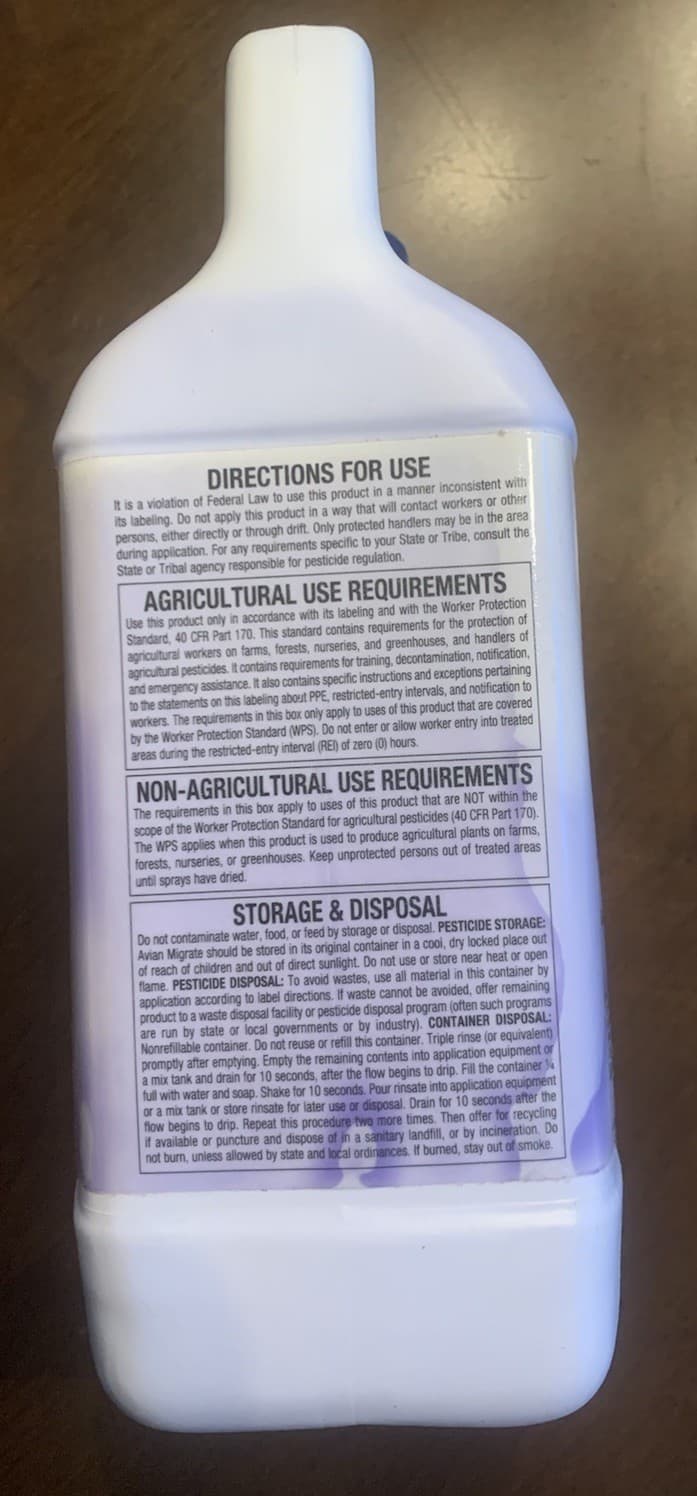 DIRECTIONS FOR USE
It is a violation of Federal Law to use this product in a manner inconsistent with
its labeling. Do not apply this product in a way that will contact workers or other
persons, either directly or through drift. Only protected handlers may be in the area
during application. For any requirements specific to your State or Tribe, consult the
State or Tribal agency responsible for pesticide regulation.
AGRICULTURAL USE REQUIREMENTS
Use this product only in accordance with its labeling and with the Worker Protection
Standard, 40 CFR Part 170. This standard contains requirements for the protection of
agricultural workers on farms, forests, nurseries, and greenhouses, and handlers of
agricultural pesticides. It contains requirements for training, decontamination, notification,
and emergency assistance. It also contains specific instructions and exceptions pertaining
to the statements on this labeling about PPE, restricted-entry intervals, and notification to
workers. The requirements in this box only apply to uses of this product that are covered
by the Worker Protection Standard (WPS). Do not enter or allow worker entry into treated
areas during the restricted-entry interval (REI) of zero (0) hours.
NON-AGRICULTURAL USE REQUIREMENTS
The requirements in this box apply to uses of this product that are NOT within the
scope of the Worker Protection Standard for agricultural pesticides (40 CFR Part 170).
The WPS applies when this product is used to produce agricultural plants on farms,
forests, nurseries, or greenhouses. Keep unprotected persons out of treated areas
until sprays have dried.
STORAGE & DISPOSAL
Do not contaminate water, food, or feed by storage or disposal. PESTICIDE STORAGE:
Avian Migrate should be stored in its original container in a cool, dry locked place out
of reach of children and out of direct sunlight. Do not use or store near heat or open
flame. PESTICIDE DISPOSAL: To avoid wastes, use all material in this container by
application according to label directions. If waste cannot be avoided, offer remaining
product to a waste disposal facility or pesticide disposal program (often such programs
are run by state or local governments or by industry). CONTAINER DISPOSAL:
Nonrefillable container. Do not reuse or refill this container. Triple rinse (or equivalent)
promptly after emptying. Empty the remaining contents into application equipment or
a mix tank and drain for 10 seconds, after the flow begins to drip. Fill the container ¼
full with water and soap. Shake for 10 seconds. Pour rinsate into application equipment
or a mix tank or store rinsate for later use or disposal. Drain for 10 seconds after the
flow begins to drip. Repeat this procedure two more times. Then offer for recycling
if available or puncture and dispose of in a sanitary landfill, or by incineration. Do
not burn, unless allowed by state and local ordinances. If burned, stay out of smoke.